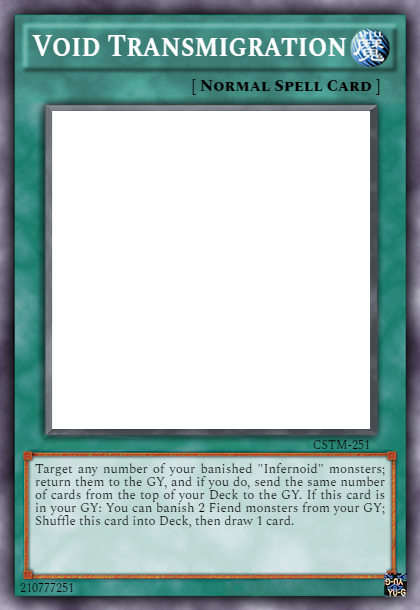 VOID TRANSMIGRATION 魔
[ NORMAL SPELL CARD ]
CSTM-251
Target any number of your banished "Infernoid" monsters;
return them to the GY, and if you do, send the same number
of cards from the top of your Deck to the GY. If this card is
in your GY: You can banish 2 Fiend monsters from your GY;
Shuffle this card into Deck, then draw 1 card.
210777251